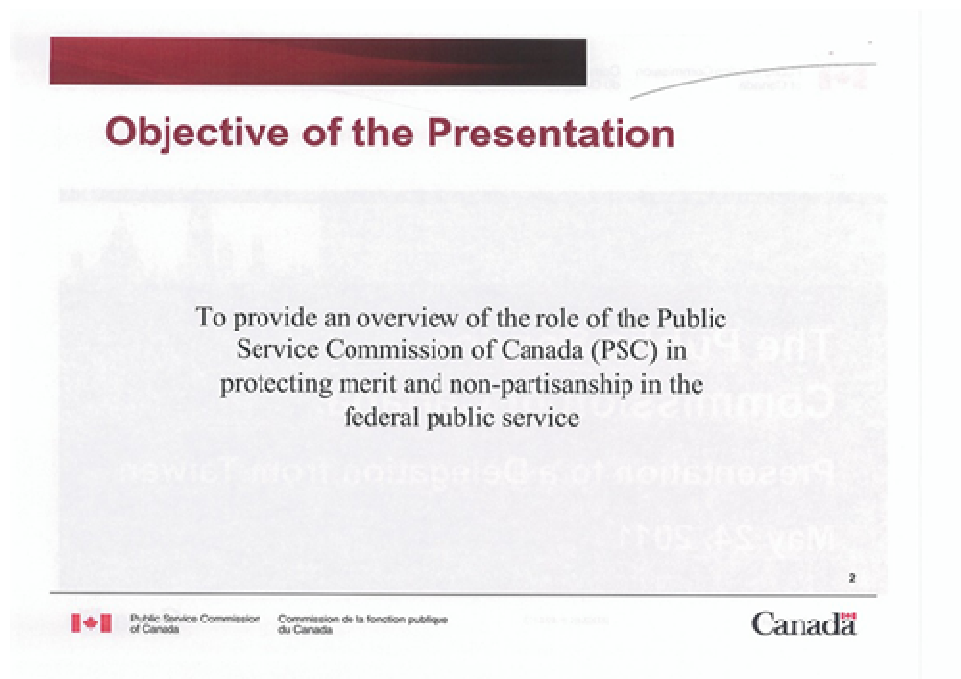 Objective of the Presentation
To provide an overview of the role of the Public
Service Commission of Canada (PSC) in
protecting merit and non-partisanship in the
federal public service
The Pu
Commissio
Presentation to a Delegation from Taiwan
May 24, 2011
2
Public Service Commission
of Canada
Commission de la fonction publique
du Canada
Canada